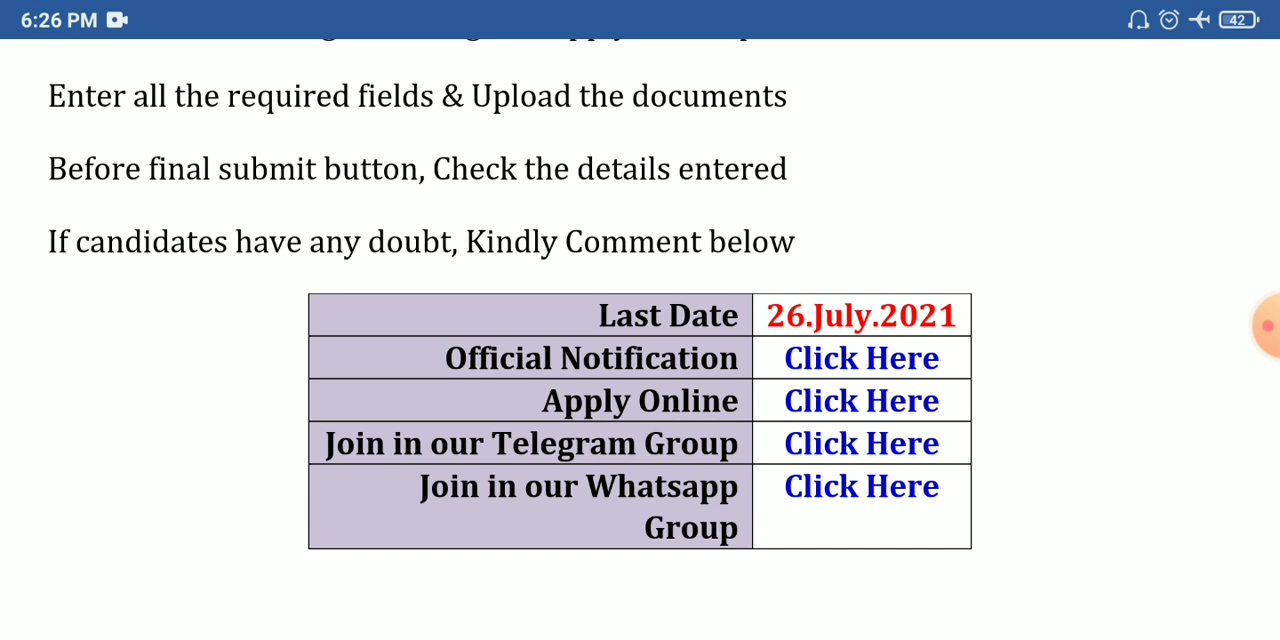 6:26 PM
42
Enter all the required fields & Upload the documents
Before final submit button, Check the details entered
If candidates have any doubt, Kindly Comment below
Last Date 26.July.2021
Official Notification Click Here
Apply Online Click Here
Join in our Telegram Group Click Here
Join in our Whatsapp Click Here
Group